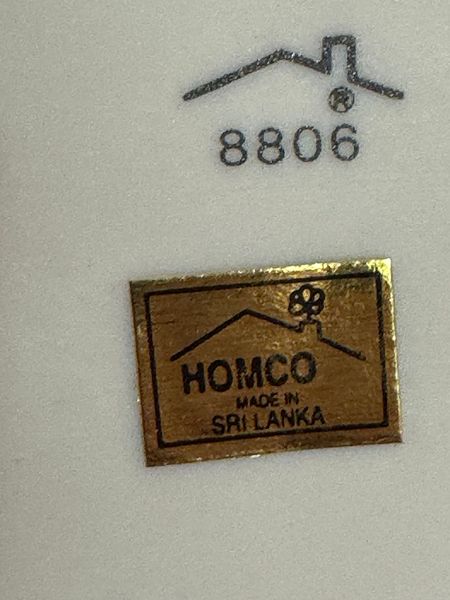 ®
8806
HOMCO
MADE IN
SRI LANKA